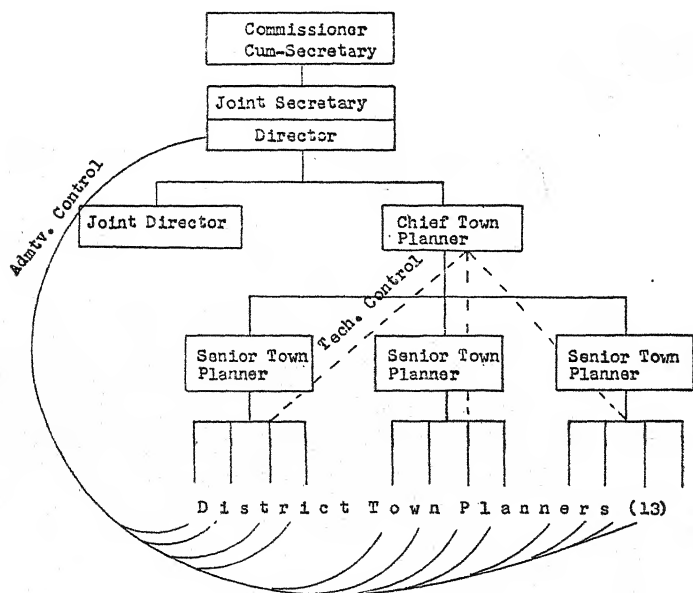 Commissioner
Cum-Secretary
Joint Secretary
Director
Admtv. Control
Joint Director
Chief Town
Planner
Tech. Control
Senior Town
Planner
Senior Town
Planner
Senior Town
Planner
District Town Planners (13)